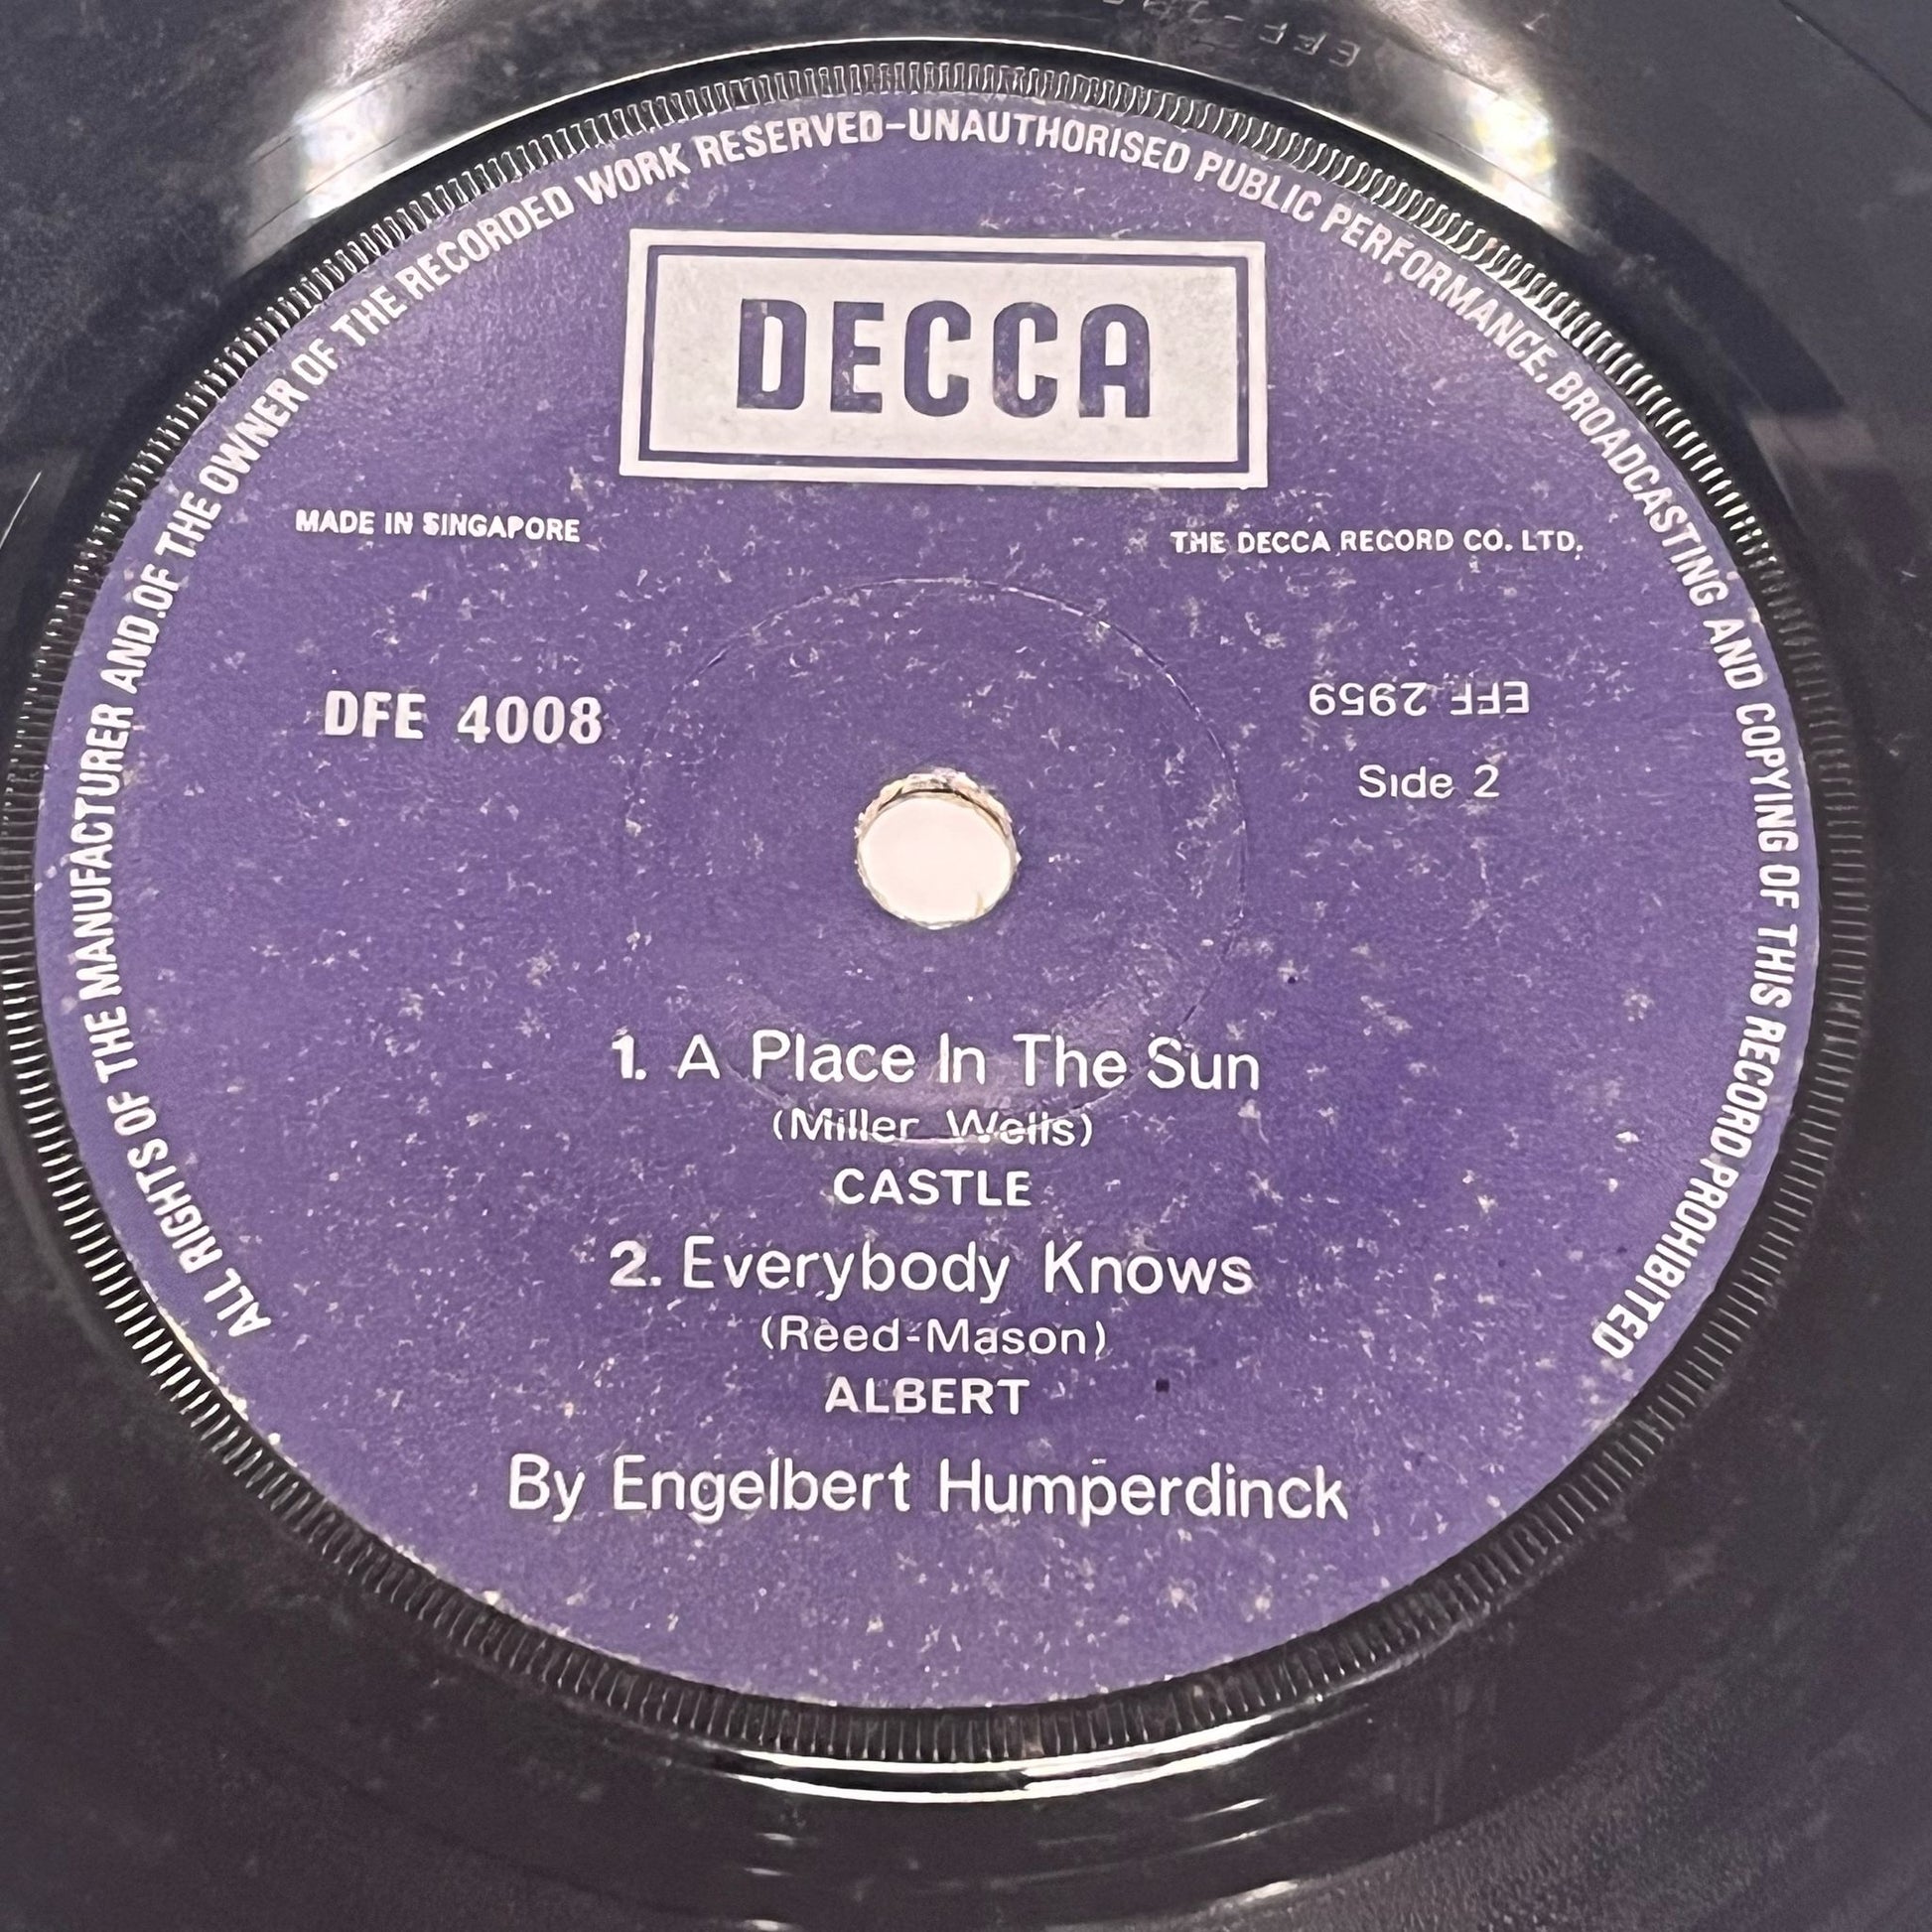 ALL RIGHTS OF THE MANUFACTURER AND OF THE OWNER OF THE RECORDED WORK RESERVED-UNAUTHORISED PUBLIC PERFORMANCE, BROADCASTING AND COPYING OF THIS RECORD PROHIBITED
DECCA
MADE IN SINGAPORE
THE DECCA RECORD CO. LTD.
DFE 4008
EFF 2959
Side 2
1. A Place In The Sun
(Miller Wells)
CASTLE
2. Everybody Knows
(Reed-Mason)
ALBERT
By Engelbert Humperdinck